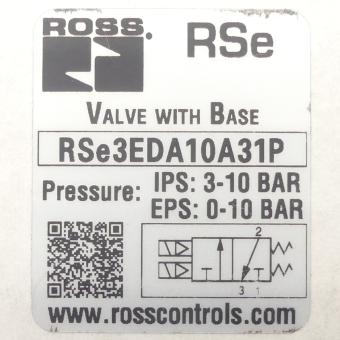 ROSS.
RSe
VALVE WITH BASE
RSe3EDA10A31P
Pressure: IPS: 3-10 BAR
EPS: 0-10 BAR
2
3 1
www.rosscontrols.com